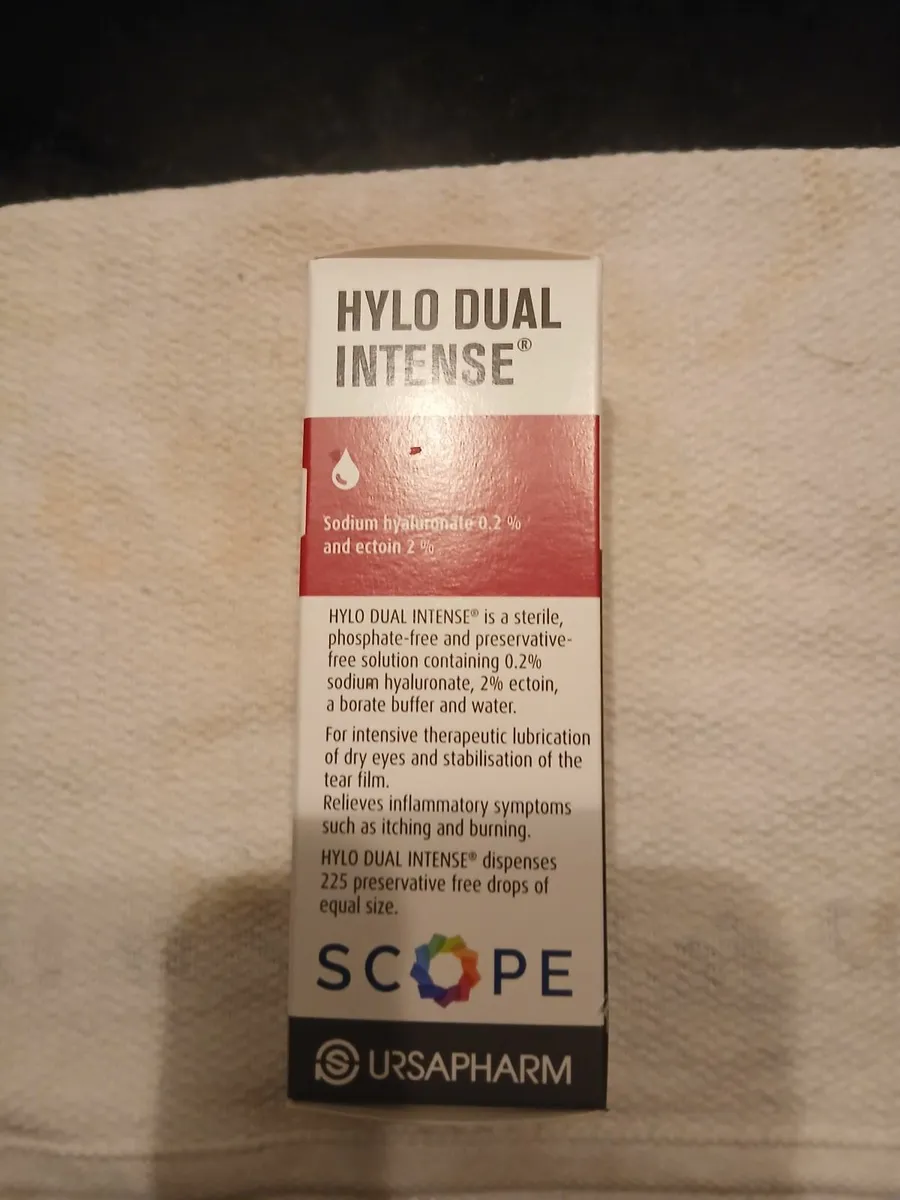 HYLO DUAL
INTENSE®
Sodium hyaluronate 0.2 %
and ectoin 2 %
HYLO DUAL INTENSE® is a sterile,
phosphate-free and preservative-
free solution containing 0.2%
sodium hyaluronate, 2% ectoin,
a borate buffer and water.
For intensive therapeutic lubrication
of dry eyes and stabilisation of the
tear film.
Relieves inflammatory symptoms
such as itching and burning.
HYLO DUAL INTENSE® dispenses
225 preservative free drops of
equal size.
SCOPE
URSAPHARM